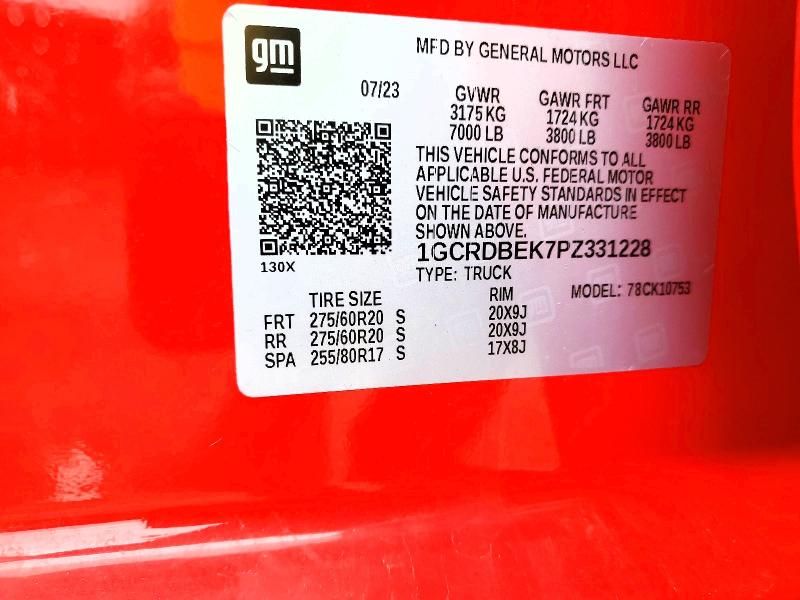 gm
MFD BY GENERAL MOTORS LLC
07/23
GVWR GAWR FRT GAWR RR
3175 KG 1724 KG 1724 KG
7000 LB 3800 LB 3800 LB
THIS VEHICLE CONFORMS TO ALL
APPLICABLE U.S. FEDERAL MOTOR
VEHICLE SAFETY STANDARDS IN EFFECT
ON THE DATE OF MANUFACTURE
SHOWN ABOVE.
1GCRDBEK7PZ331228
130X
TYPE: TRUCK
TIRE SIZE RIM MODEL: 78CK10753
FRT 275/60R20 S 20X9J
RR 275/60R20 S 20X9J
SPA 255/80R17 S 17X8J